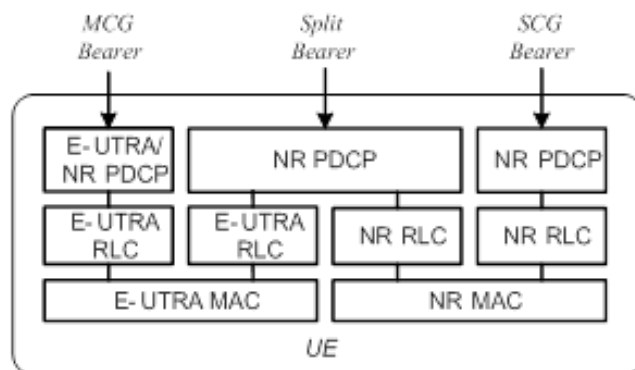 MCG Bearer
Split Bearer
SCG Bearer
E-UTRA/
NR PDCP
NR PDCP
NR PDCP
E-UTRA
RLC
E-UTRA
RLC
NR RLC
NR RLC
E-UTRA MAC
NR MAC
UE